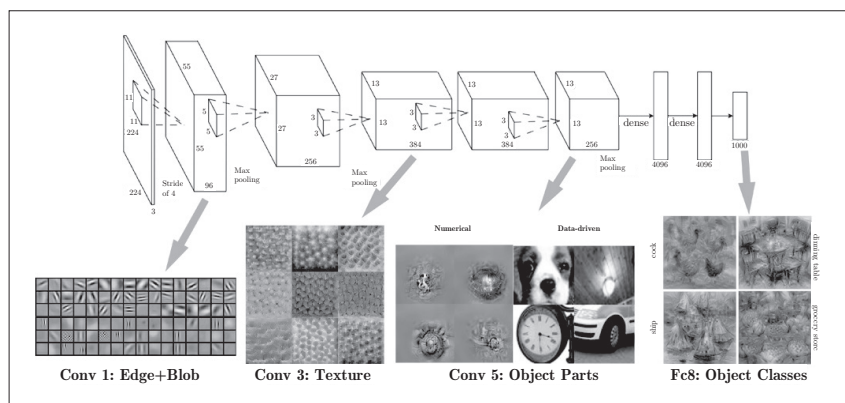 55
27
13
13
13
11
11
224
5
5
27
3
3
13
3
3
13
3
3
13
dense
dense
55
384
384
256
1000
256
Max
pooling
4096
4096
Stride
of 4
96
Max
pooling
Max
pooling
224
3
Numerical
Data-driven
cock
dining table
ship
grocery store
Conv 1: Edge+Blob
Conv 3: Texture
Conv 5: Object Parts
Fc8: Object Classes